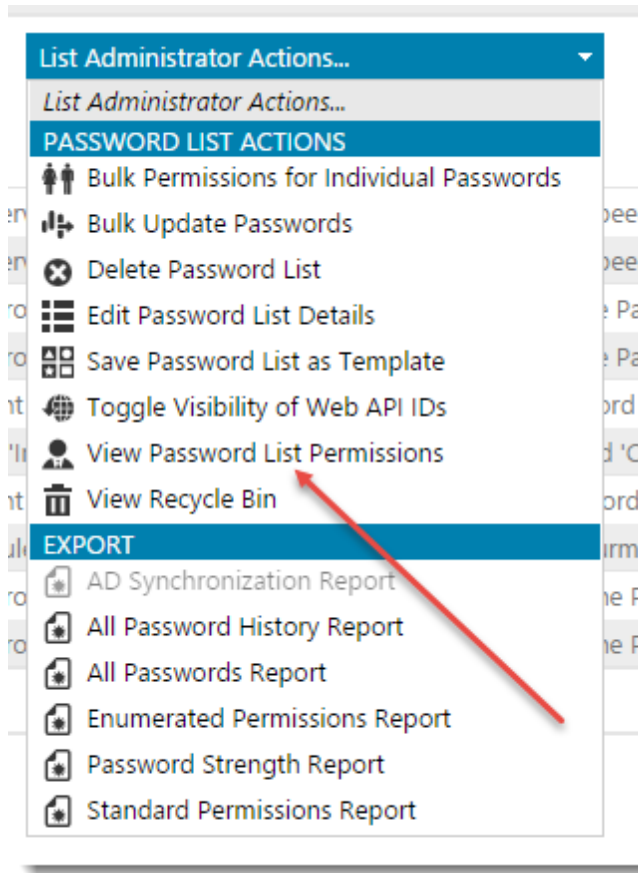 List Administrator Actions...
List Administrator Actions...
PASSWORD LIST ACTIONS
Bulk Permissions for Individual Passwords
Bulk Update Passwords
Delete Password List
Edit Password List Details
Save Password List as Template
Toggle Visibility of Web API IDs
View Password List Permissions
View Recycle Bin
EXPORT
AD Synchronization Report
All Password History Report
All Passwords Report
Enumerated Permissions Report
Password Strength Report
Standard Permissions Report